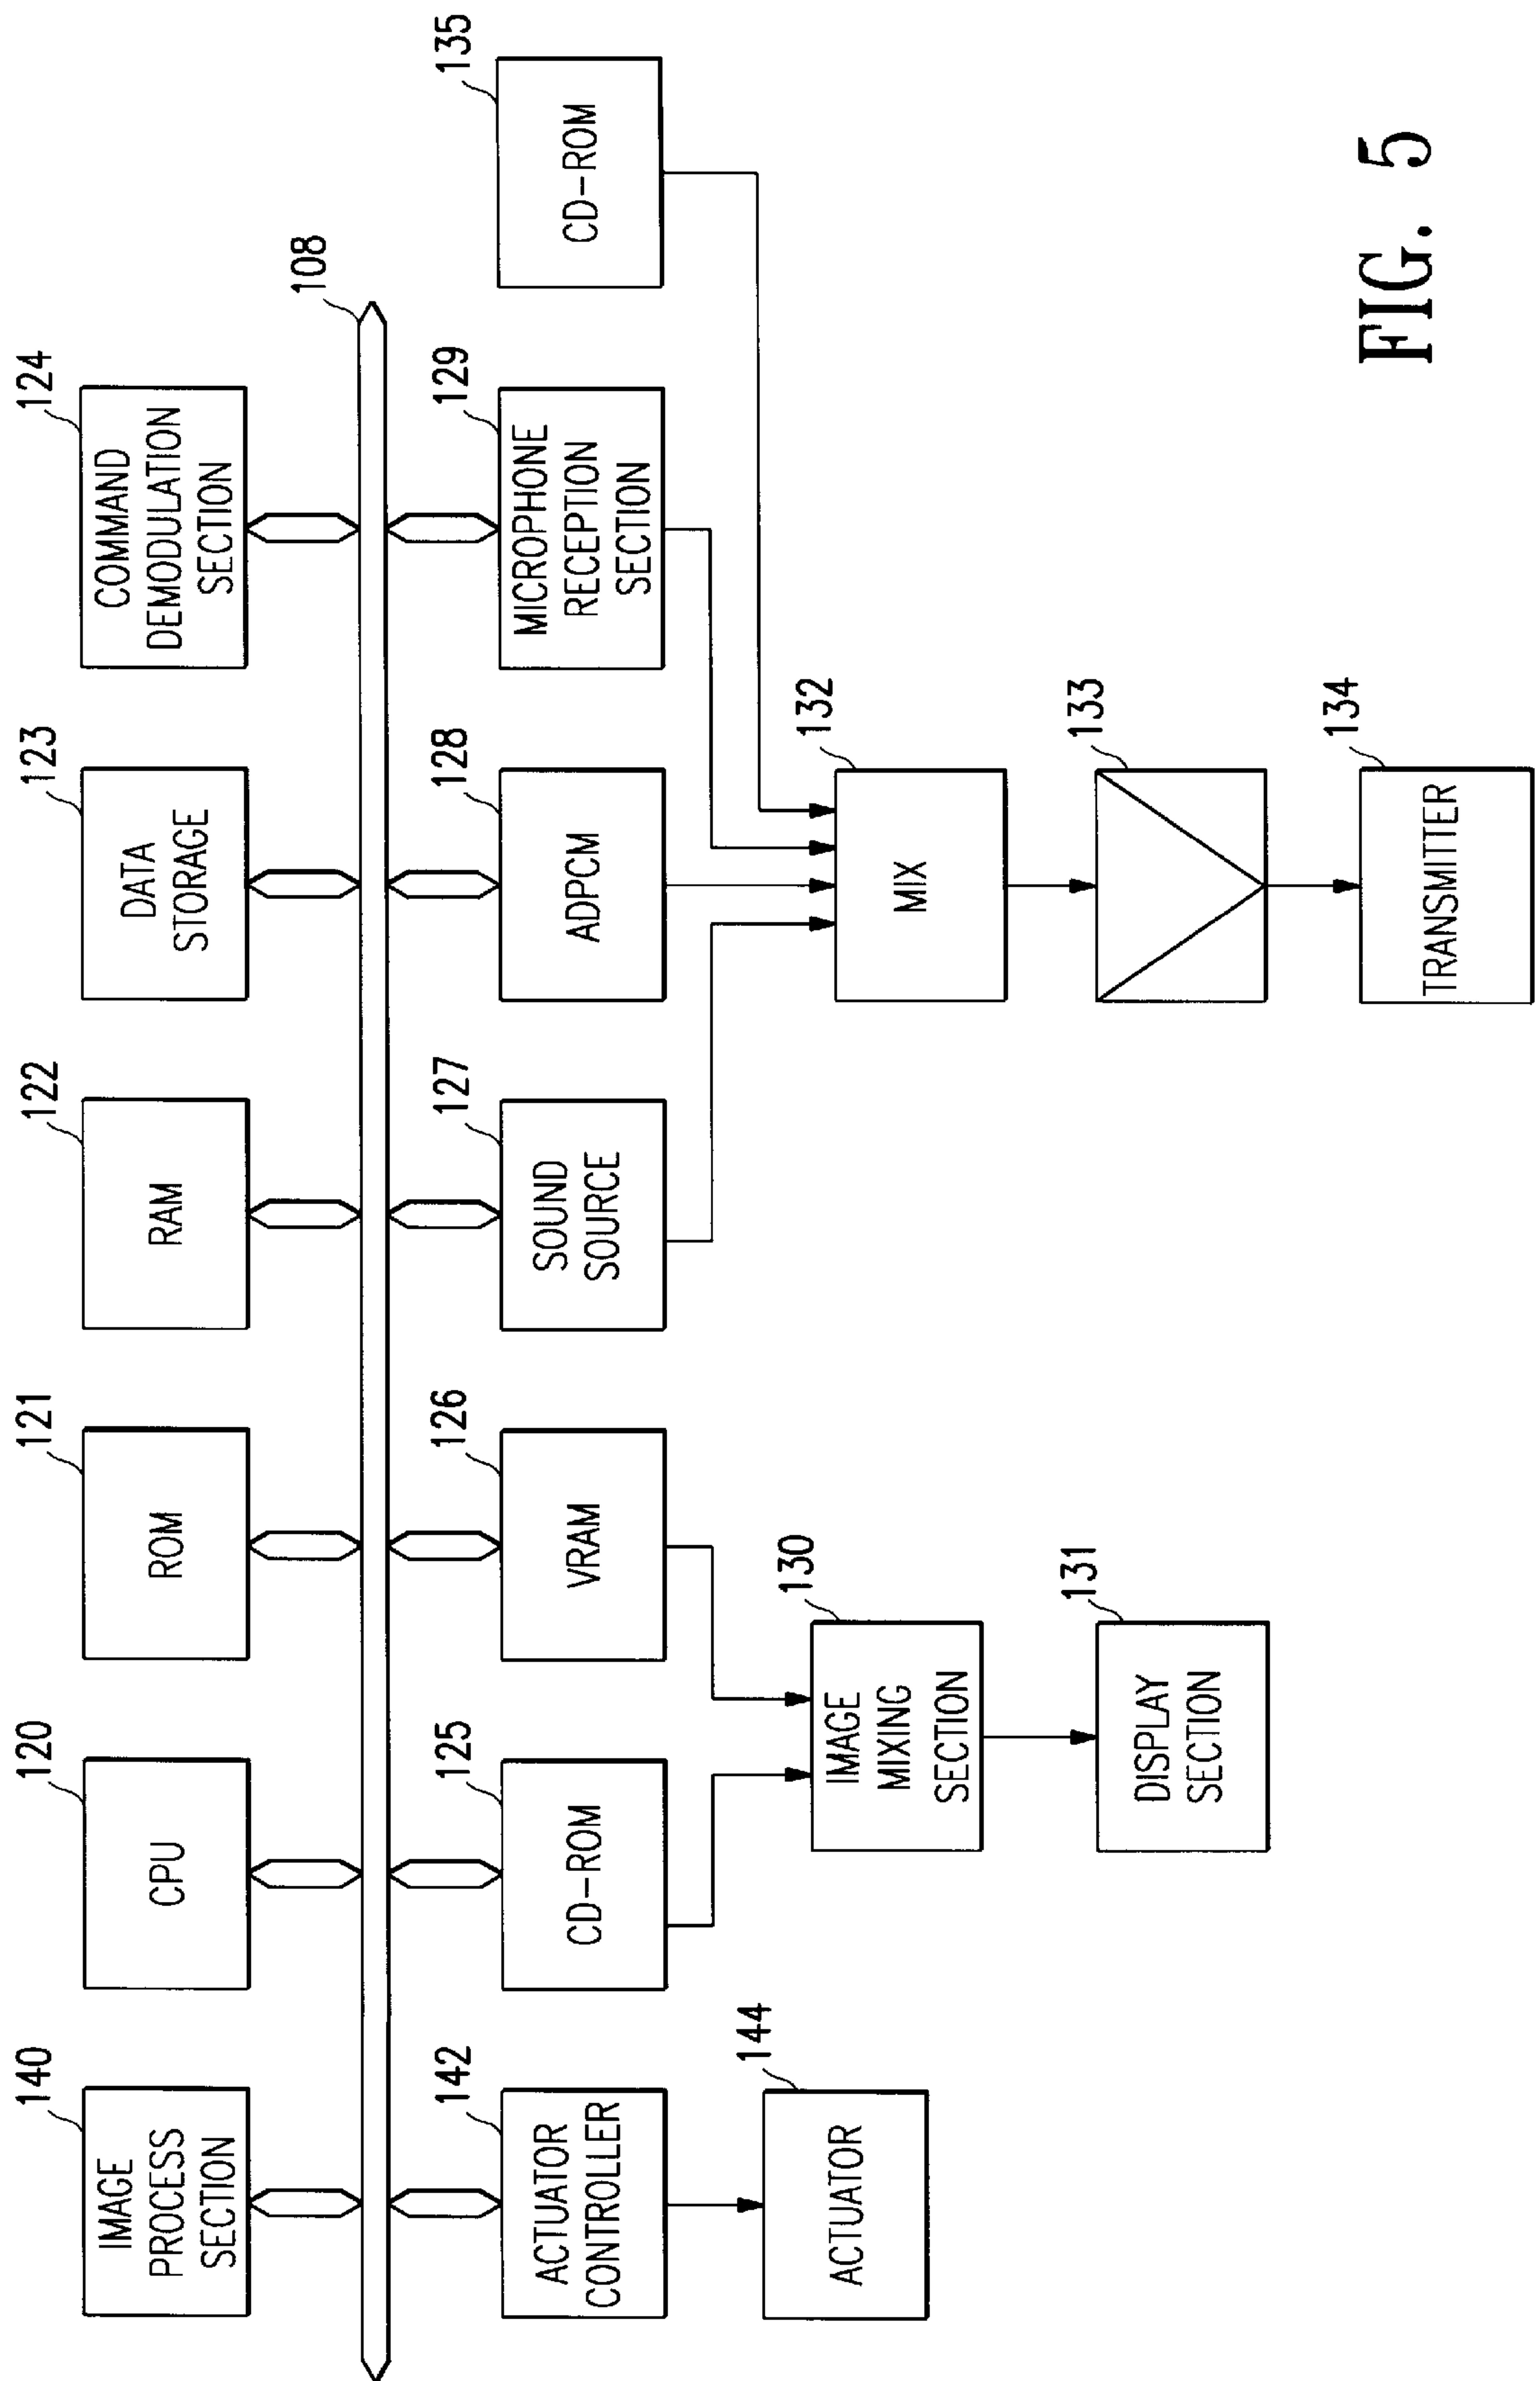 140
IMAGE
PROCESS
SECTION
120
CPU
121
ROM
122
RAM
123
DATA
STORAGE
124
COMMAND
DEMODULATION
SECTION
108
142
ACTUATOR
CONTROLLER
125
CD-ROM
126
VRAM
127
SOUND
SOURCE
128
ADPCM
129
MICROPHONE
RECEPTION
SECTION
135
CD-ROM
144
ACTUATOR
130
IMAGE
MIXING
SECTION
132
MIX
131
DISPLAY
SECTION
133
134
TRANSMITTER
FIG. 5